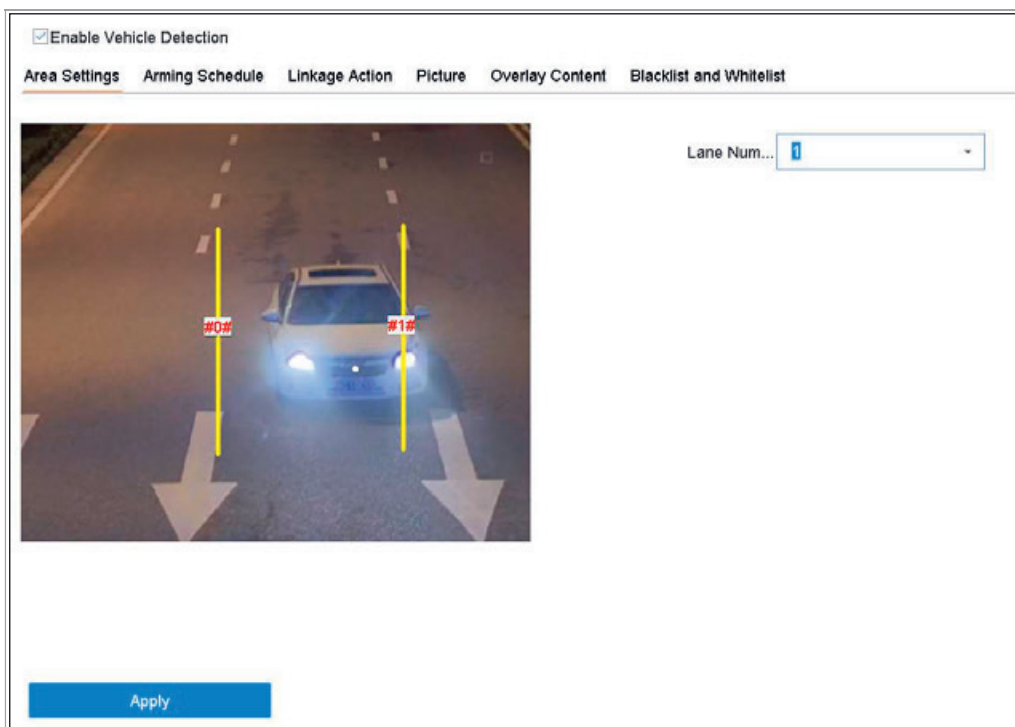 Enable Vehicle Detection
Area Settings Arming Schedule Linkage Action Picture Overlay Content Blacklist and Whitelist
Lane Num... 1
#0# #1#
Apply